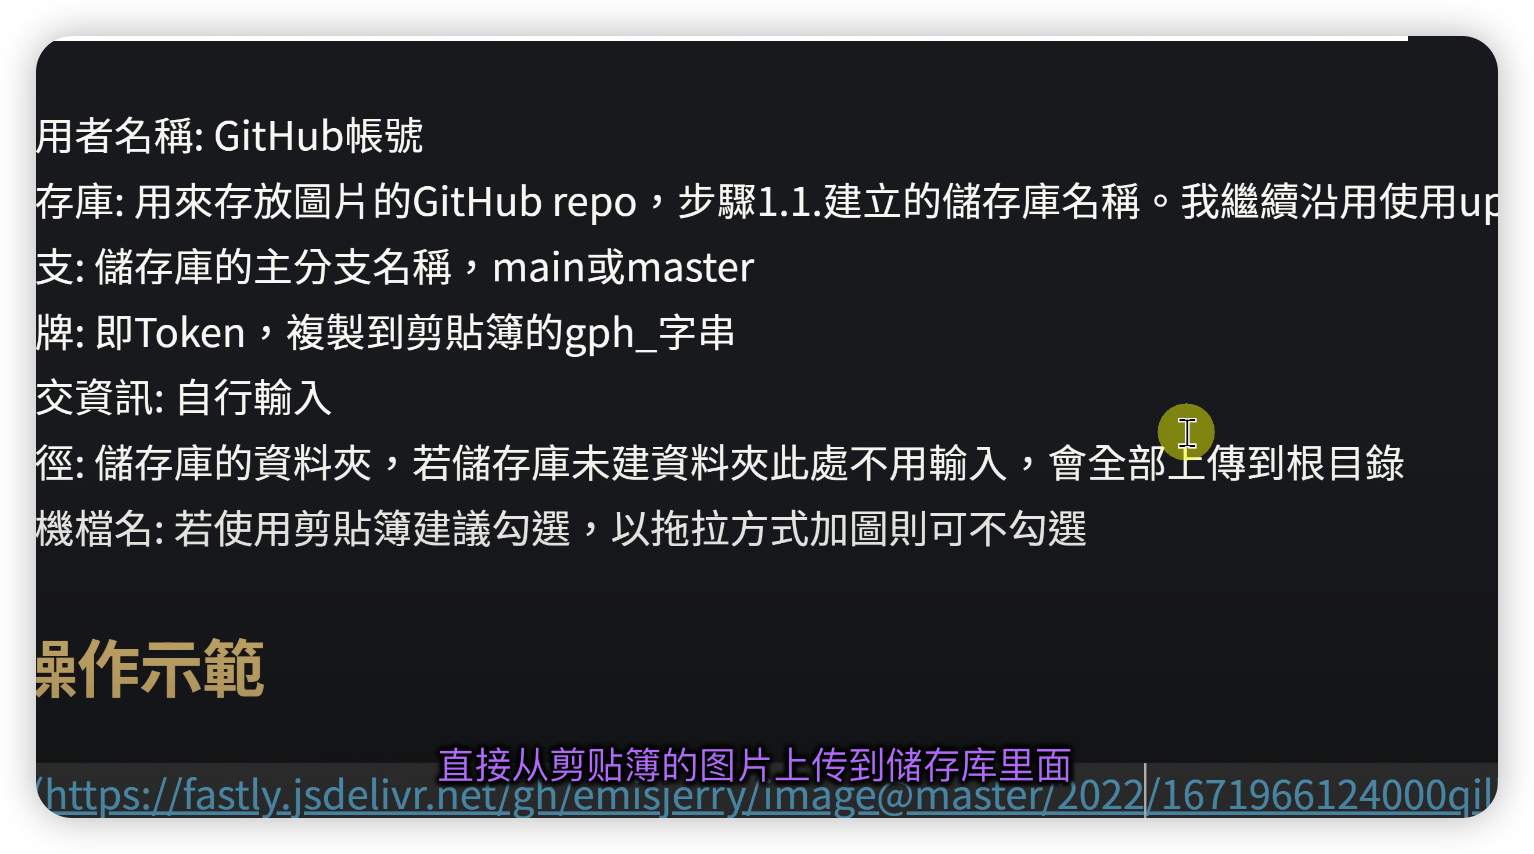 用者名稱: GitHub帳號
存庫: 用來存放圖片的GitHub repo，步驟1.1.建立的儲存庫名稱。我繼續沿用使用up
支: 儲存庫的主分支名稱，main或master
牌: 即Token，複製到剪貼簿的gph_字串
交資訊: 自行輸入
徑: 儲存庫的資料夾，若儲存庫未建資料夾此處不用輸入，會全部上傳到根目錄
機檔名: 若使用剪貼簿建議勾選，以拖拉方式加圖則可不勾選
操作示範
直接从剪贴簿的图片上传到储存库里面
(https://fastly.jsdelivr.net/gh/emisjerry/image@master/2022/1671966124000qil